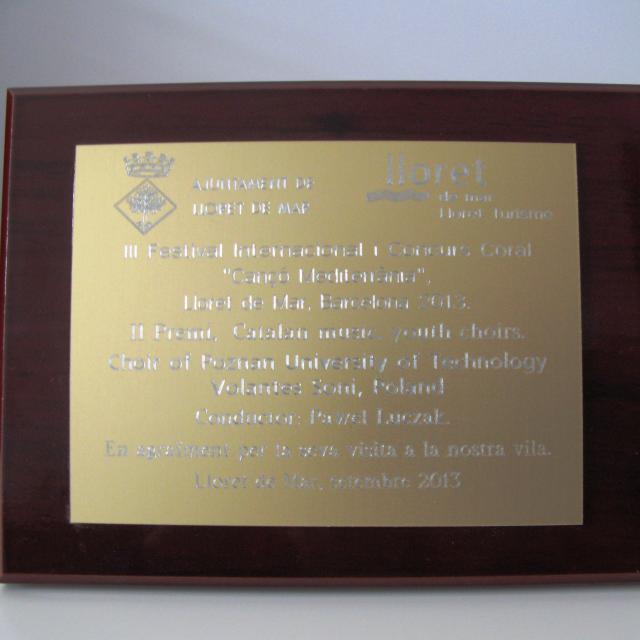 AJUNTAMENT DE
LLORET DE MAR
lloret
de mar
Lloret Turisme
III Festival Internacional i Concurs Coral
"Cançó Mediterrània",
Lloret de Mar, Barcelona 2013.
II Premi, Catalan music, youth choirs.
Choir of Poznan University of Technology
Volantes Soni, Poland
Conductor: Pawel Luczak.
En agraïment per la seva visita a la nostra vila.
Lloret de Mar, setembre 2013